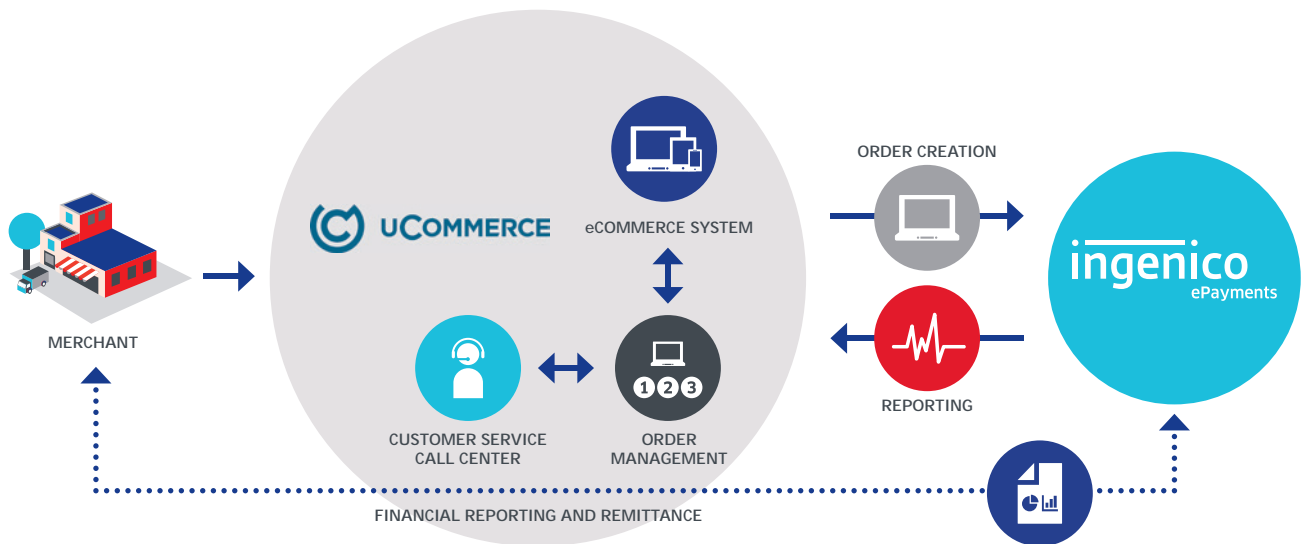 MERCHANT
UCOMMERCE
eCOMMERCE SYSTEM
CUSTOMER SERVICE
CALL CENTER
1 2 3
ORDER
MANAGEMENT
ORDER CREATION
REPORTING
ingenico
ePayments
FINANCIAL REPORTING AND REMITTANCE